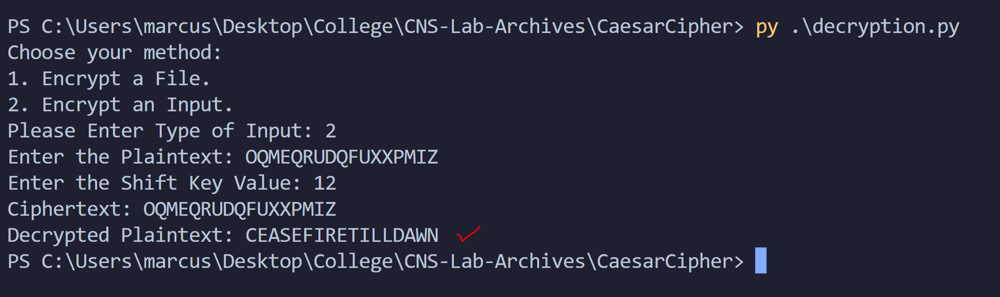 PS C:\Users\marcus\Desktop\College\CNS-Lab-Archives\CaesarCipher> py .\decryption.py
Choose your method:
1. Encrypt a File.
2. Encrypt an Input.
Please Enter Type of Input: 2
Enter the Plaintext: OQMEQRUDQFUXXPMIZ
Enter the Shift Key Value: 12
Ciphertext: OQMEQRUDQFUXXPMIZ
Decrypted Plaintext: CEASEFIRETILLDAWN
PS C:\Users\marcus\Desktop\College\CNS-Lab-Archives\CaesarCipher>